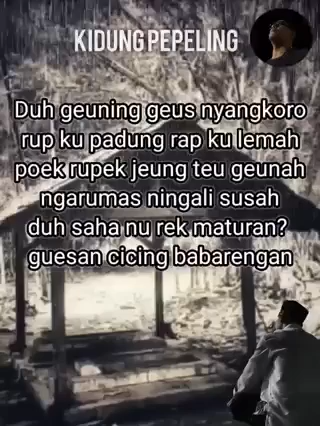 KIDUNG PEPELING
Duh geuning geus nyangkoro
rup ku padung rap ku lemah
poek rupek jeung teu geunah
ngarumas ningali susah
duh saha nu rek maturan?
guesan cicing babarengan